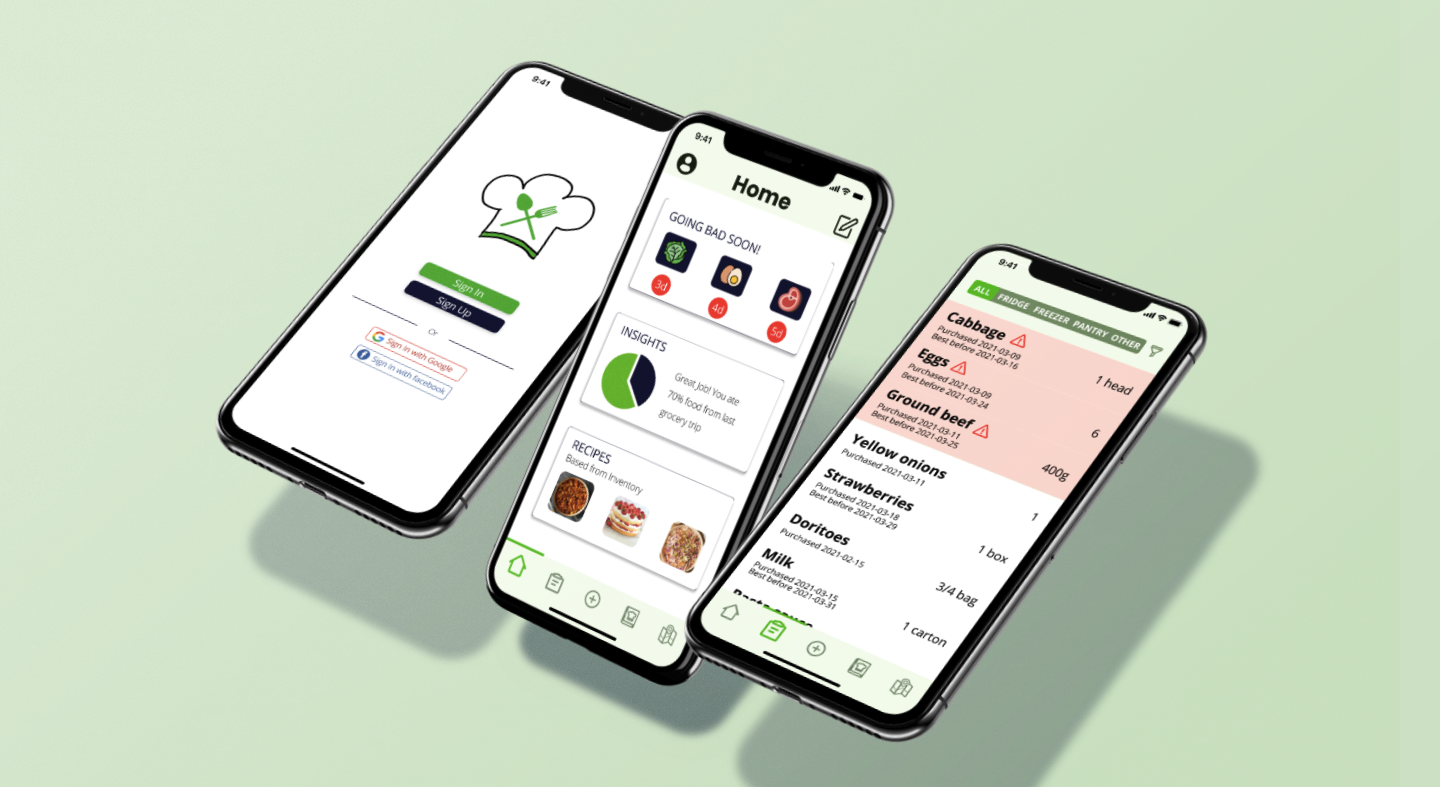 9:41
Sign In
Sign Up
Or
Sign in with Google
Sign in with facebook
9:41
Home
GOING BAD SOON!
3d
4d
5d
INSIGHTS
Great Job! You ate
70% food from last
grocery trip
RECIPES
Based from Inventory
9:41
ALL FRIDGE FREEZER PANTRY OTHER
Cabbage
Purchased 2021-03-09
Best before 2021-03-16
1 head
Eggs
Purchased 2021-03-09
Best before 2021-03-24
6
Ground beef
Purchased 2021-03-11
Best before 2021-03-25
400g
Yellow onions
Purchased 2021-03-11
1
Strawberries
Purchased 2021-03-18
Best before 2021-03-29
1 box
Doritoes
Purchased 2021-02-15
3/4 bag
Milk
Purchased 2021-03-15
Best before 2021-03-31
1 carton